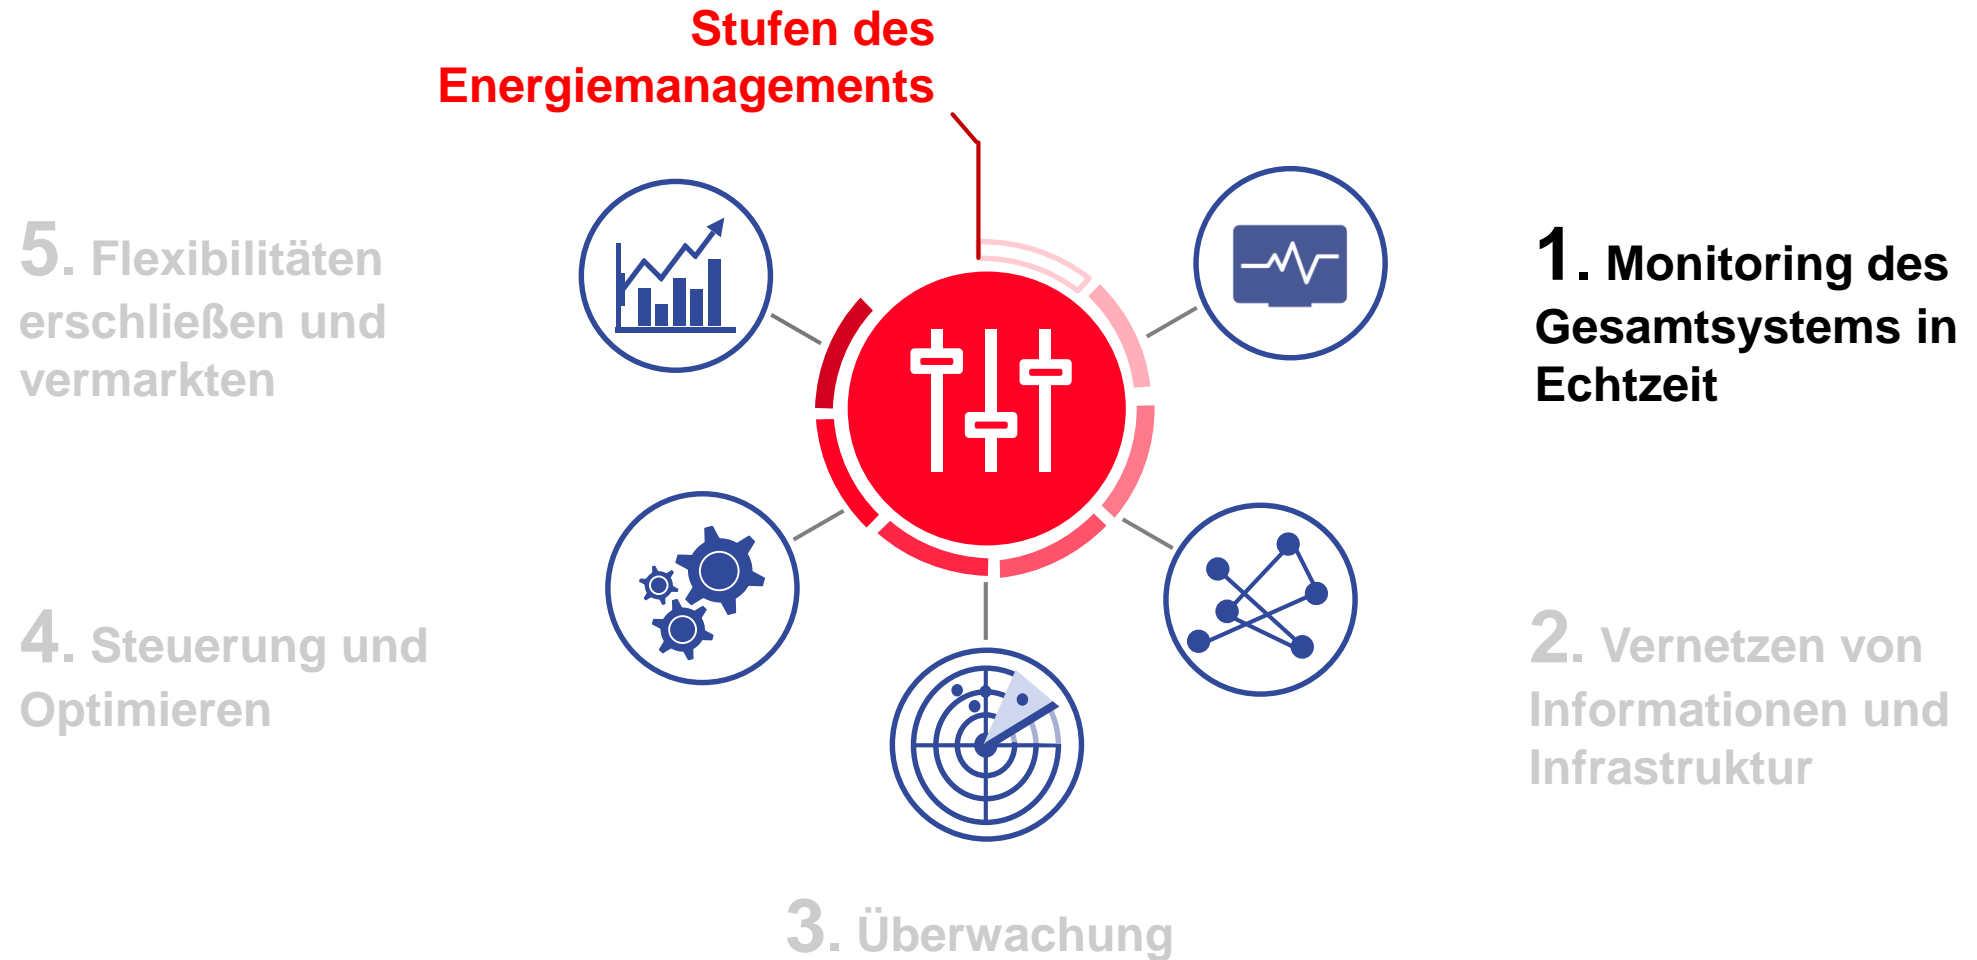 Stufen des
Energiemanagements
1. Monitoring des
Gesamtsystems in
Echtzeit
2. Vernetzen von
Informationen und
Infrastruktur
3. Überwachung
4. Steuerung und
Optimieren
5. Flexibilitäten
erschließen und
vermarkten